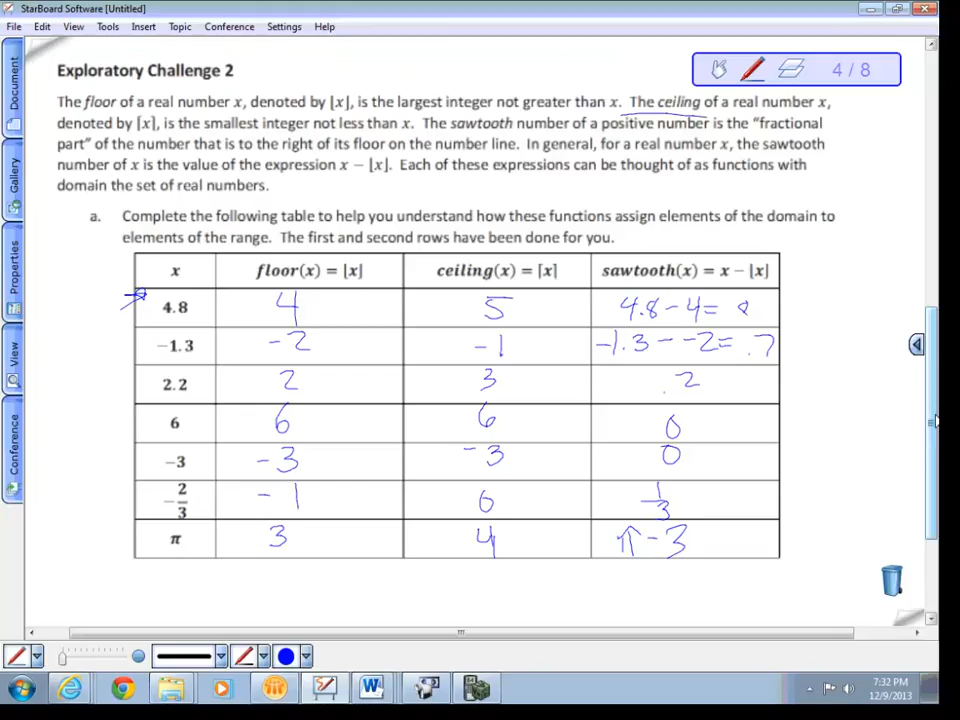 StarBoard Software [Untitled]
File Edit View Tools Insert Topic Conference Settings Help
Document
Gallery
Properties
View
Conference
4 / 8
Exploratory Challenge 2
The floor of a real number x, denoted by ⌊x⌋, is the largest integer not greater than x. The ceiling of a real number x,
denoted by ⌈x⌉, is the smallest integer not less than x. The sawtooth number of a positive number is the “fractional
part” of the number that is to the right of its floor on the number line. In general, for a real number x, the sawtooth
number of x is the value of the expression x − ⌊x⌋. Each of these expressions can be thought of as functions with
domain the set of real numbers.
a. Complete the following table to help you understand how these functions assign elements of the domain to
elements of the range. The first and second rows have been done for you.
x floor(x) = ⌊x⌋ ceiling(x) = ⌈x⌉ sawtooth(x) = x − ⌊x⌋
4.8 4 5 4.8 - 4 = 8
−1.3 -2 -1 -1.3 - -2 = .7
2.2 2 3 .2
6 6 6 0
−3 -3 -3 0
−2/3 -1 0 1/3
π 3 4 π - 3
7:32 PM
12/9/2013